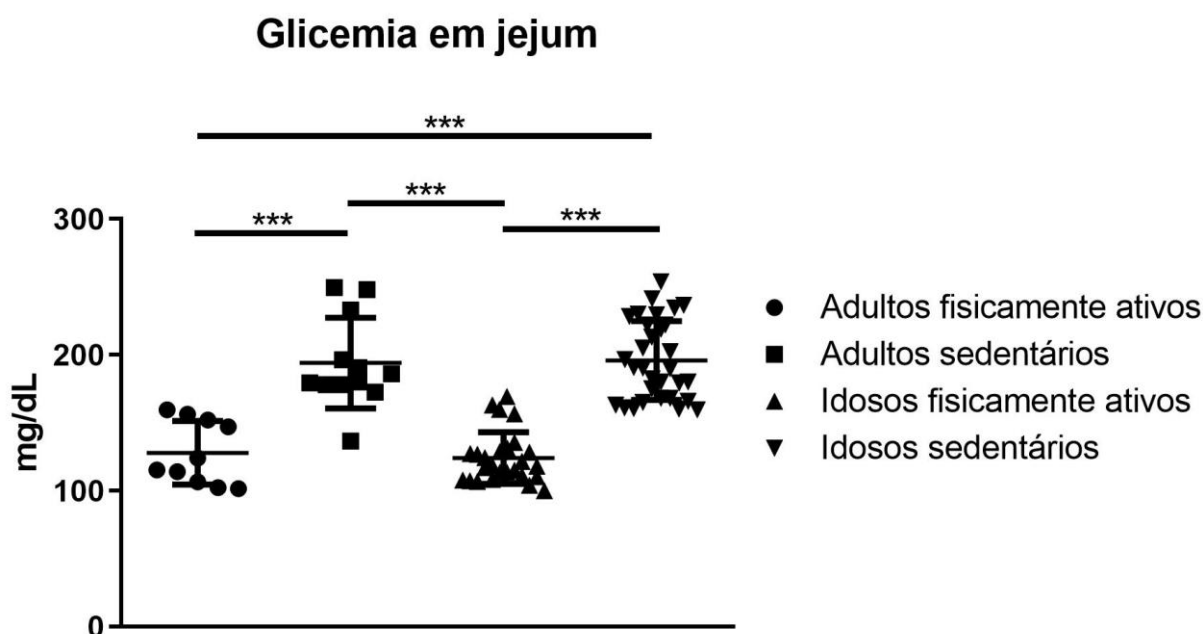 Glicemia em jejum
***
***
***
***
300
200
100
0
mg/dL
Adultos fisicamente ativos
Adultos sedentários
Idosos fisicamente ativos
Idosos sedentários